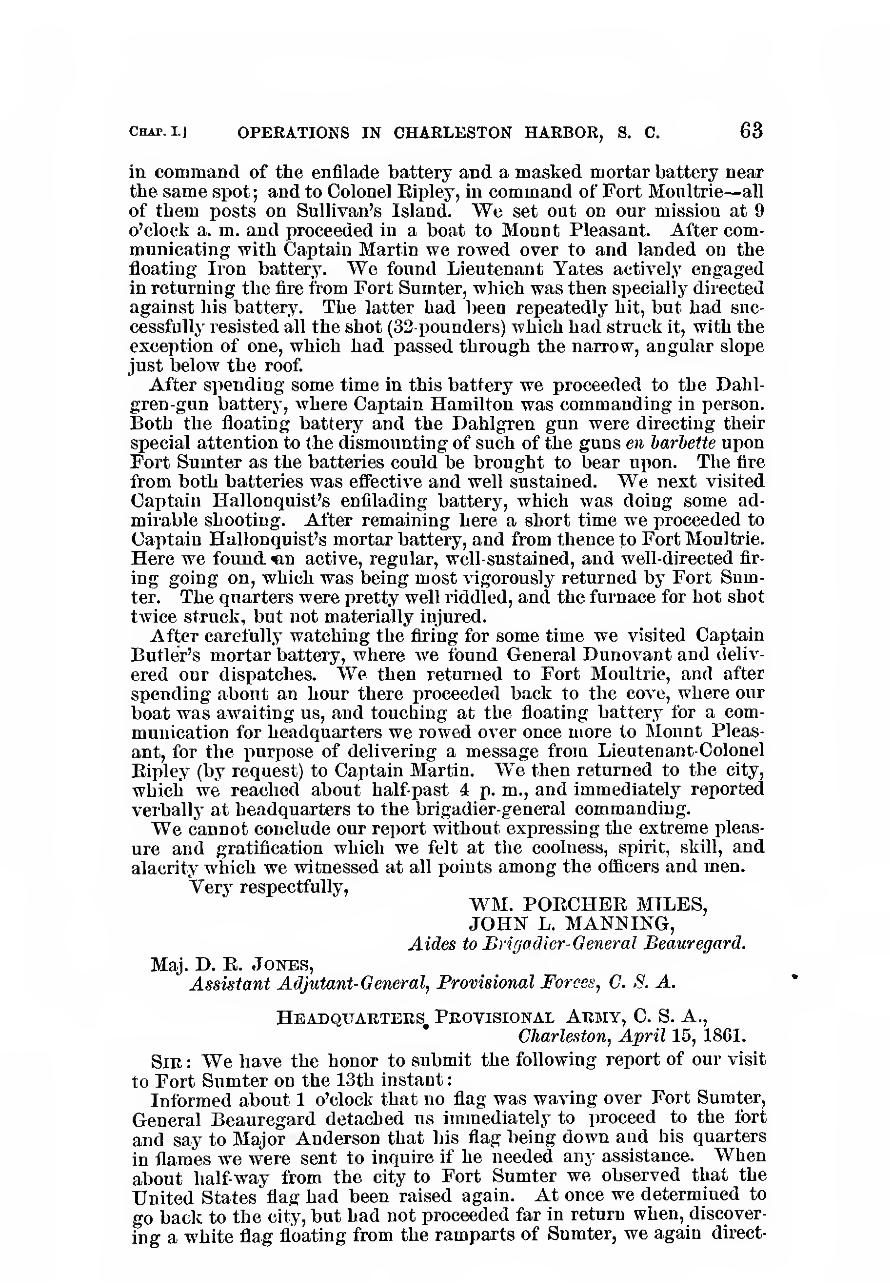 CHAP. I.] OPERATIONS IN CHARLESTON HARBOR, S. C. 63
in command of the enfilade battery and a masked mortar battery near
the same spot; and to Colonel Ripley, in command of Fort Moultrie—all
of them posts on Sullivan's Island. We set out on our mission at 9
o'clock a. m. and proceeded in a boat to Mount Pleasant. After com-
municating with Captain Martin we rowed over to and landed on the
floating Iron battery. We found Lieutenant Yates actively engaged
in returning the fire from Fort Sumter, which was then specially directed
against his battery. The latter had been repeatedly hit, but had suc-
cessfully resisted all the shot (32-pounders) which had struck it, with the
exception of one, which had passed through the narrow, angular slope
just below the roof.
After spending some time in this battery we proceeded to the Dahl-
gren-gun battery, where Captain Hamilton was commanding in person.
Both the floating battery and the Dahlgren gun were directing their
special attention to the dismounting of such of the guns en barbette upon
Fort Sumter as the batteries could be brought to bear upon. The fire
from both batteries was effective and well sustained. We next visited
Captain Hallonquist's enfilading battery, which was doing some ad-
mirable shooting. After remaining here a short time we proceeded to
Captain Hallonquist's mortar battery, and from thence to Fort Moultrie.
Here we found an active, regular, well-sustained, and well-directed fir-
ing going on, which was being most vigorously returned by Fort Sum-
ter. The quarters were pretty well riddled, and the furnace for hot shot
twice struck, but not materially injured.
After carefully watching the firing for some time we visited Captain
Butler's mortar battery, where we found General Dunovant and deliv-
ered our dispatches. We then returned to Fort Moultrie, and after
spending about an hour there proceeded back to the cove, where our
boat was awaiting us, and touching at the floating battery for a com-
munication for headquarters we rowed over once more to Mount Pleas-
ant, for the purpose of delivering a message from Lieutenant-Colonel
Ripley (by request) to Captain Martin. We then returned to the city,
which we reached about half-past 4 p. m., and immediately reported
verbally at headquarters to the brigadier-general commanding.
We cannot conclude our report without expressing the extreme pleas-
ure and gratification which we felt at the coolness, spirit, skill, and
alacrity which we witnessed at all points among the officers and men.
Very respectfully,
WM. PORCHER MILES,
JOHN L. MANNING,
Aides to Brigadier-General Beauregard.
Maj. D. R. JONES,
Assistant Adjutant-General, Provisional Forces, C. S. A.
HEADQUARTERS PROVISIONAL ARMY, C. S. A.,
Charleston, April 15, 1861.
SIR: We have the honor to submit the following report of our visit
to Fort Sumter on the 13th instant:
Informed about 1 o'clock that no flag was waving over Fort Sumter,
General Beauregard detached us immediately to proceed to the fort
and say to Major Anderson that his flag being down and his quarters
in flames we were sent to inquire if he needed any assistance. When
about half-way from the city to Fort Sumter we observed that the
United States flag had been raised again. At once we determined to
go back to the city, but had not proceeded far in return when, discover-
ing a white flag floating from the ramparts of Sumter, we again direct-